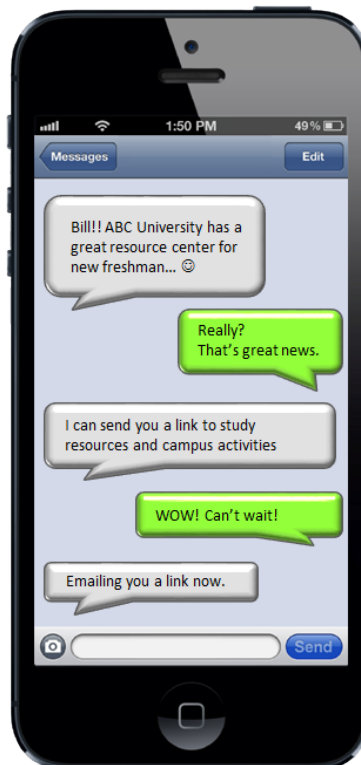 1:50 PM
49%
Messages
Edit
Bill!! ABC University has a
great resource center for
new freshman... ☺
Really?
That's great news.
I can send you a link to study
resources and campus activities
WOW! Can't wait!
Emailing you a link now.
Send